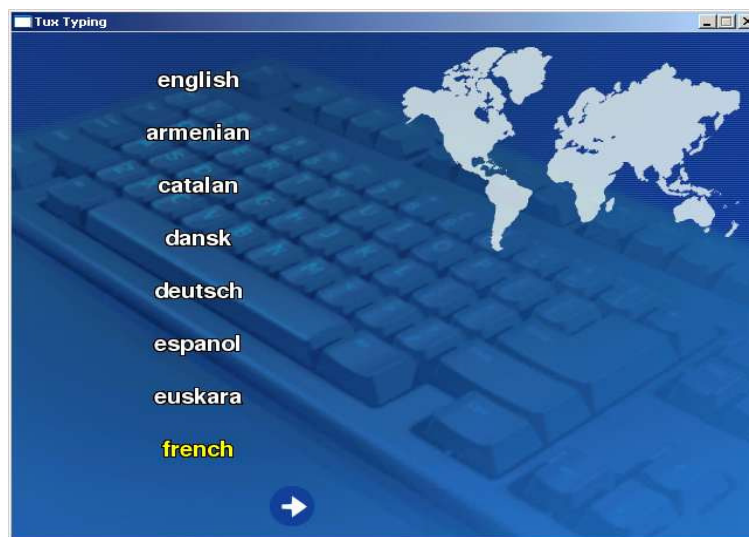 Tux Typing
english
armenian
catalan
dansk
deutsch
espanol
euskara
french